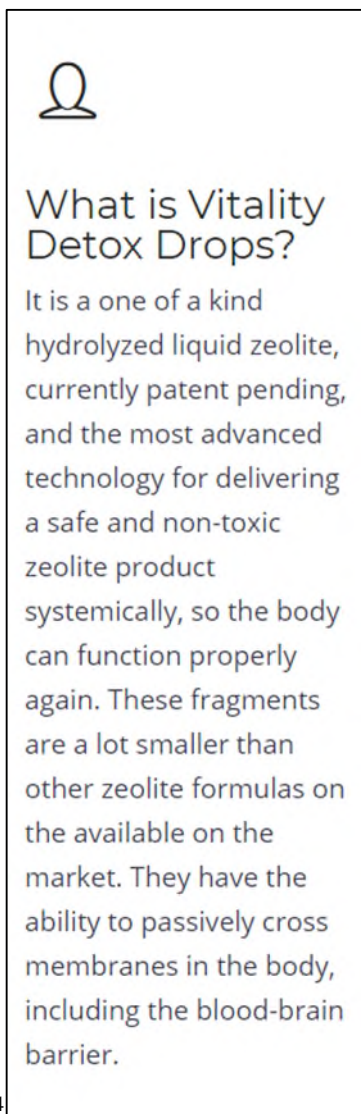 What is Vitality
Detox Drops?
It is a one of a kind
hydrolyzed liquid zeolite,
currently patent pending,
and the most advanced
technology for delivering
a safe and non-toxic
zeolite product
systemically, so the body
can function properly
again. These fragments
are a lot smaller than
other zeolite formulas on
the available on the
market. They have the
ability to passively cross
membranes in the body,
including the blood-brain
barrier.